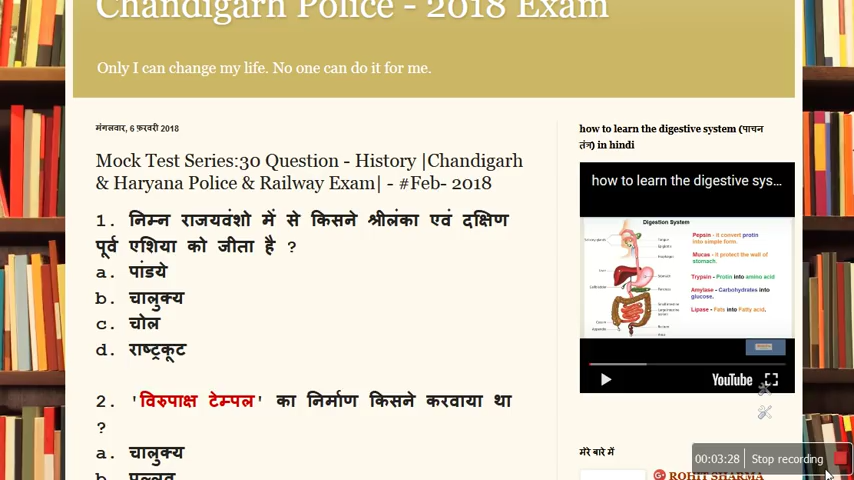 Chandigarh Police - 2018 Exam
Only I can change my life. No one can do it for me.
मंगलवार, 6 फ़रवरी 2018
Mock Test Series:30 Question - History |Chandigarh
& Haryana Police & Railway Exam| - #Feb- 2018
1. निम्न राजयवंशो में से किसने श्रीलंका एवं दक्षिण
पूर्व एशिया को जीता है ?
a. पांडये
b. चालुक्य
c. चोल
d. राष्ट्रकूट
2. 'विरुपाक्ष टेम्पल' का निर्माण किसने करवाया था
?
a. चालुक्य
b. पल्लव
how to learn the digestive system (पाचन
तंत्र) in hindi
how to learn the digestive sys...
Digestion System
Pepsin - it convert protin
into simple form.
Mucax - it protect the wall of
stomach.
Trypsin - Protin into amino acid
Amylase - Carbohydrates into
glucose.
Lipase - Fats into Fatty acid.
YouTube
मेरे बारे में
ROHIT SHARMA
00:03:28 Stop recording